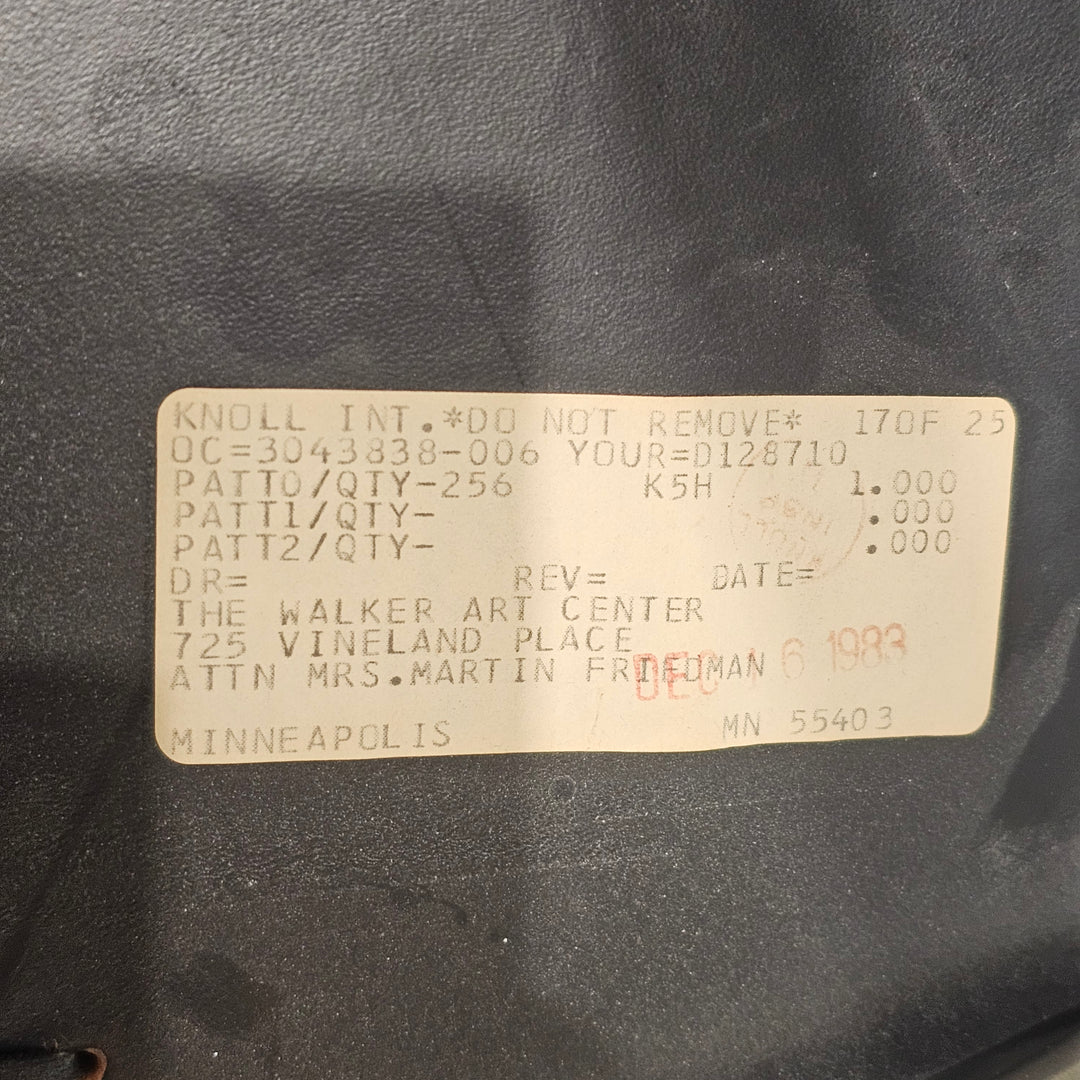 KNOLL INT.*DO NOT REMOVE* 17OF 25
OC=3043838-006 YOUR=D128710
PATT0/QTY-256 K5H 1.000
PATT1/QTY- .000
PATT2/QTY- .000
DR= REV= DATE=
THE WALKER ART CENTER
725 VINELAND PLACE
ATTN MRS.MARTIN FRIEDMAN
DEC 16 1983
MINNEAPOLIS MN 55403